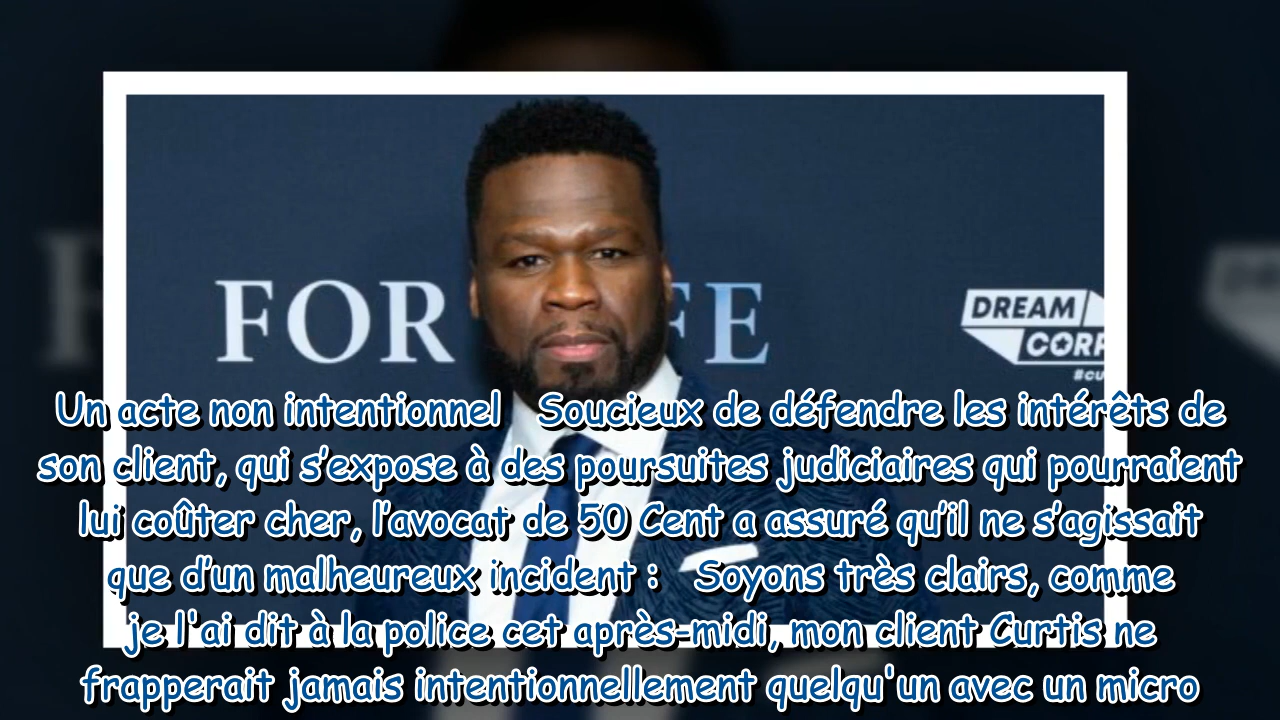 FOR FE
DREAM
CORP
#cu
Un acte non intentionnel Soucieux de défendre les intérêts de
son client, qui s’expose à des poursuites judiciaires qui pourraient
lui coûter cher, l’avocat de 50 Cent a assuré qu’il ne s’agissait
que d’un malheureux incident : Soyons très clairs, comme
je l'ai dit à la police cet après-midi, mon client Curtis ne
frapperait jamais intentionnellement quelqu'un avec un micro